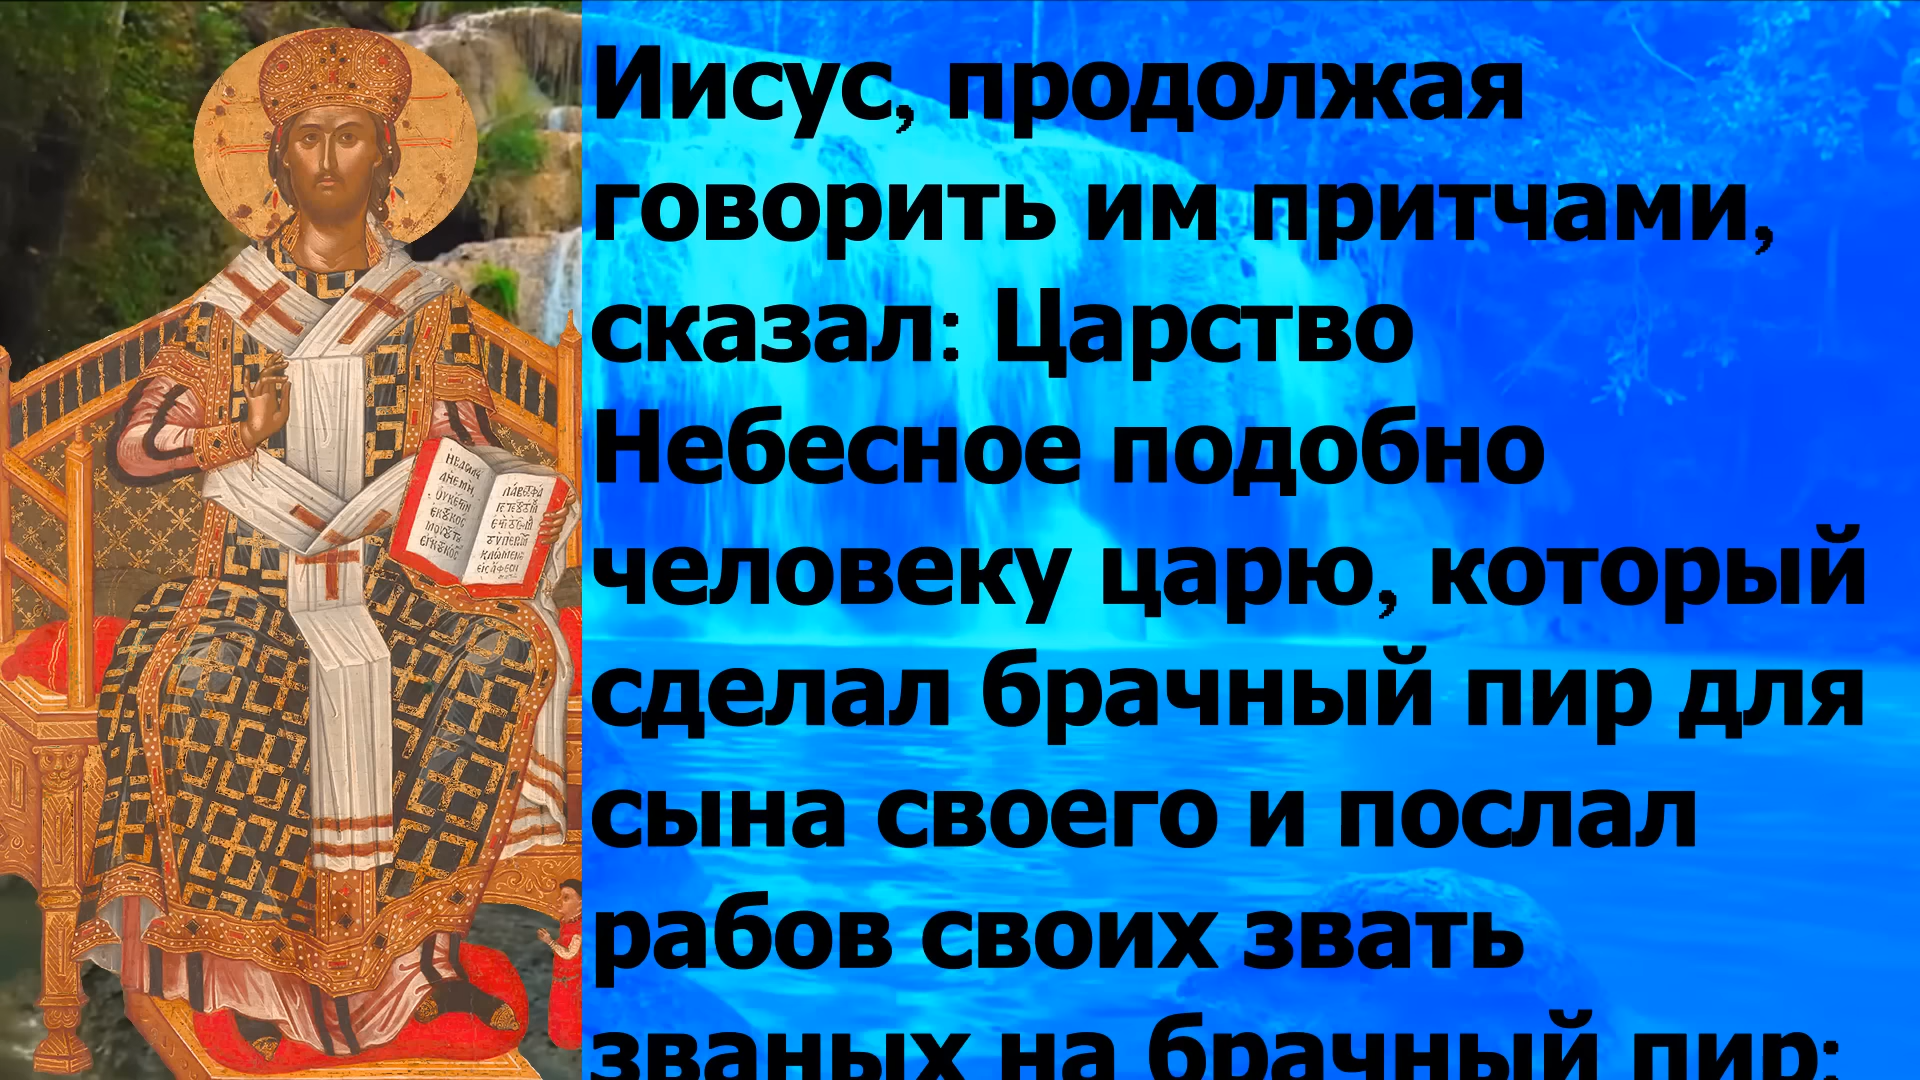 Иисус, продолжая
говорить им притчами,
сказал: Царство
Небесное подобно
человеку царю, который
сделал брачный пир для
сына своего и послал
рабов своих звать
званых на брачный пир;